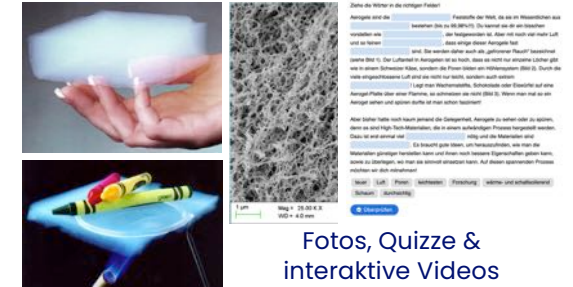 1 µm
Mag = 25.00 K X
WD = 4.0 mm
Ziehe die Wörter in die richtigen Felder!
Aerogele sind die Feststoffe der Welt, da sie im Wesentlichen aus
bestehen (bis zu 99,98%!!!). Du kannst sie dir ein bisschen
vorstellen wie , der festgeworden ist. Aber mit noch viel mehr Luft
und so feinen , dass einige dieser Aerogele fast
sind. Sie werden daher auch als „gefrorener Rauch" bezeichnet
(siehe Bild 1). Der Luftanteil in Aerogelen ist so hoch, dass es nicht nur einzelne Löcher gibt
wie in einem Schweizer Käse, sondern die Poren bilden ein Höhlensystem (Bild 2). Durch die
viele eingeschlossene Luft sind sie nicht nur leicht, sondern auch extrem
! Legt man Wachsmalstifte, Schokolade oder Eiswürfel auf eine
Aerogel-Platte über einer Flamme, so schmelzen sie nicht (Bild 3). Wenn man mal so ein
Aerogel sehen und spüren dürfte ist man schon fasziniert!
Aber bisher hatte noch kaum jemand die Gelegenheit, Aerogele zu sehen oder zu spüren,
denn es sind High-Tech-Materialien, die in einem aufwändigen Prozess hergestellt werden.
Dazu ist erst einmal viel nötig und die Materialien sind
. Es braucht gute Ideen, um herauszufinden, wie man die
Materialien günstiger herstellen kann und ihnen noch bessere Eigenschaften geben kann,
sowie zu überlegen, wo man sie sinnvoll einsetzen kann. Auf diesen spannenden Prozess
möchten wir dich mitnehmen!
teuer Luft Poren leichtesten Forschung wärme- und schallisolierend
Schaum durchsichtig
Überprüfen
Fotos, Quizze &
interaktive Videos